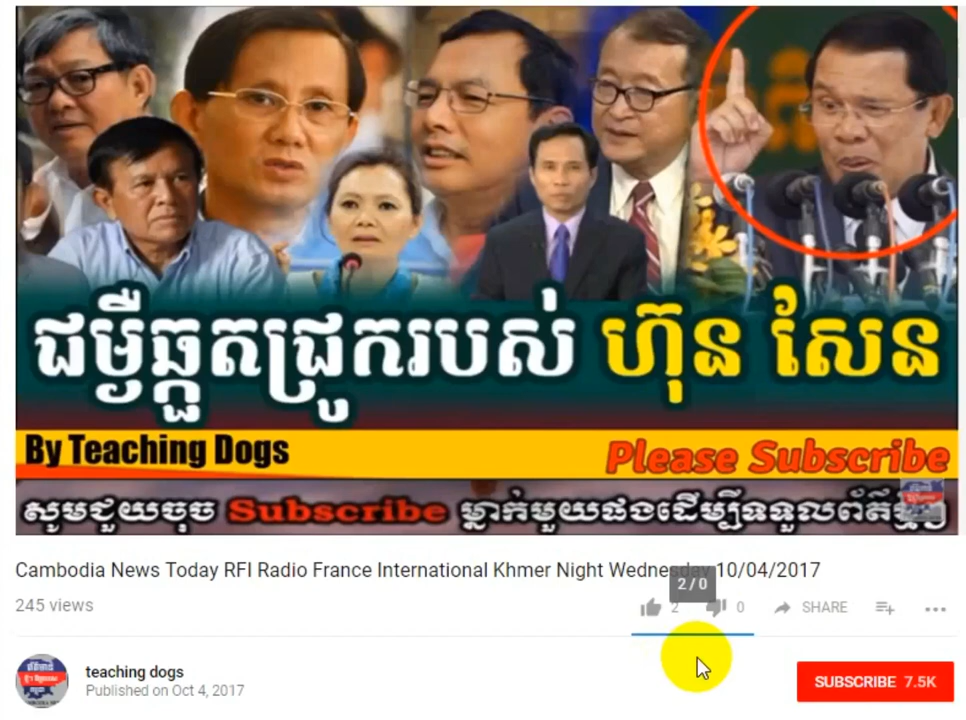 ជម្ងឺឆ្កួតជ្រូករបស់ ហ៊ុន សែន
By Teaching Dogs
Please Subscribe
សូមជួយចុច Subscribe ម្នាក់មួយផងដើម្បីទទួលព័ត៌
Cambodia News Today RFI Radio France International Khmer Night Wednesday 10/04/2017
2/0
245 views
2 0 SHARE
teaching dogs
Published on Oct 4, 2017
SUBSCRIBE 7.5K